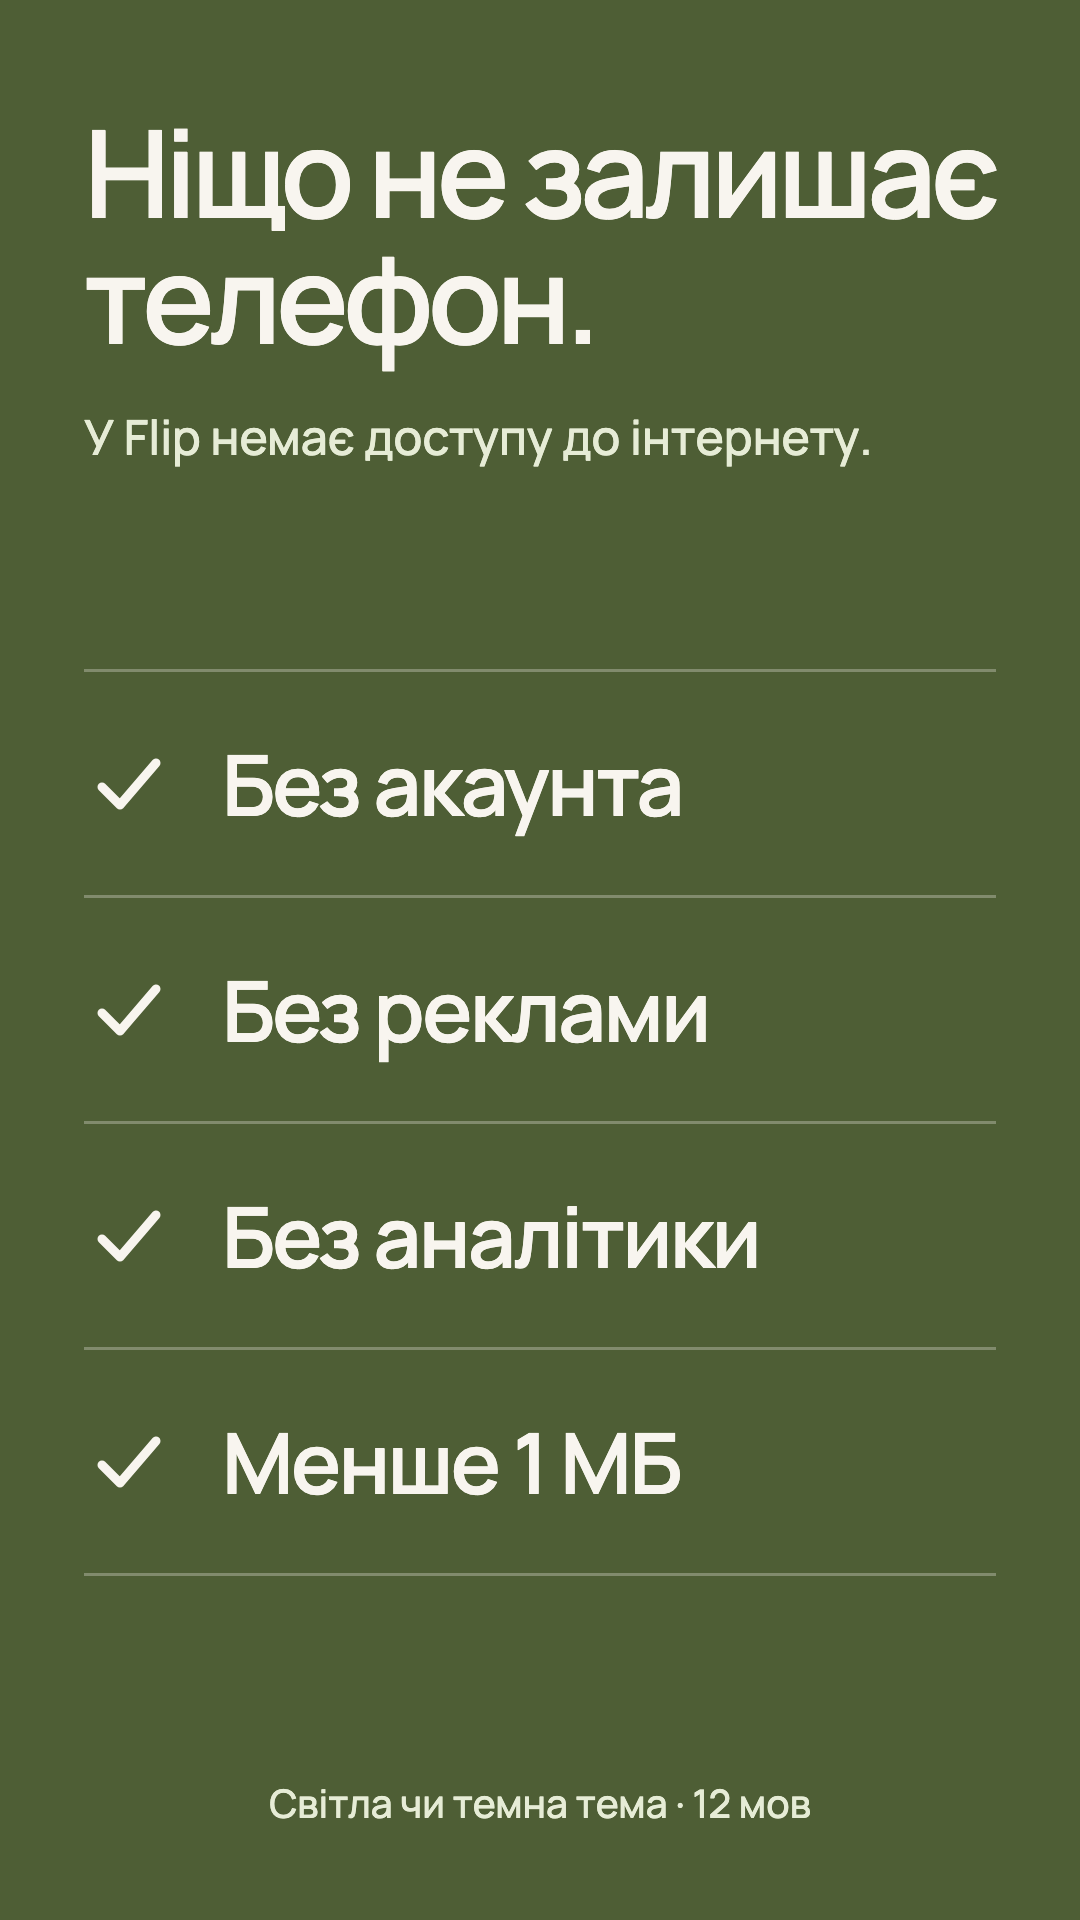 Ніщо не залишає
телефон.
У Flip немає доступу до інтернету.
Без акаунта
Без реклами
Без аналітики
Менше 1 МБ
Світла чи темна тема · 12 мов